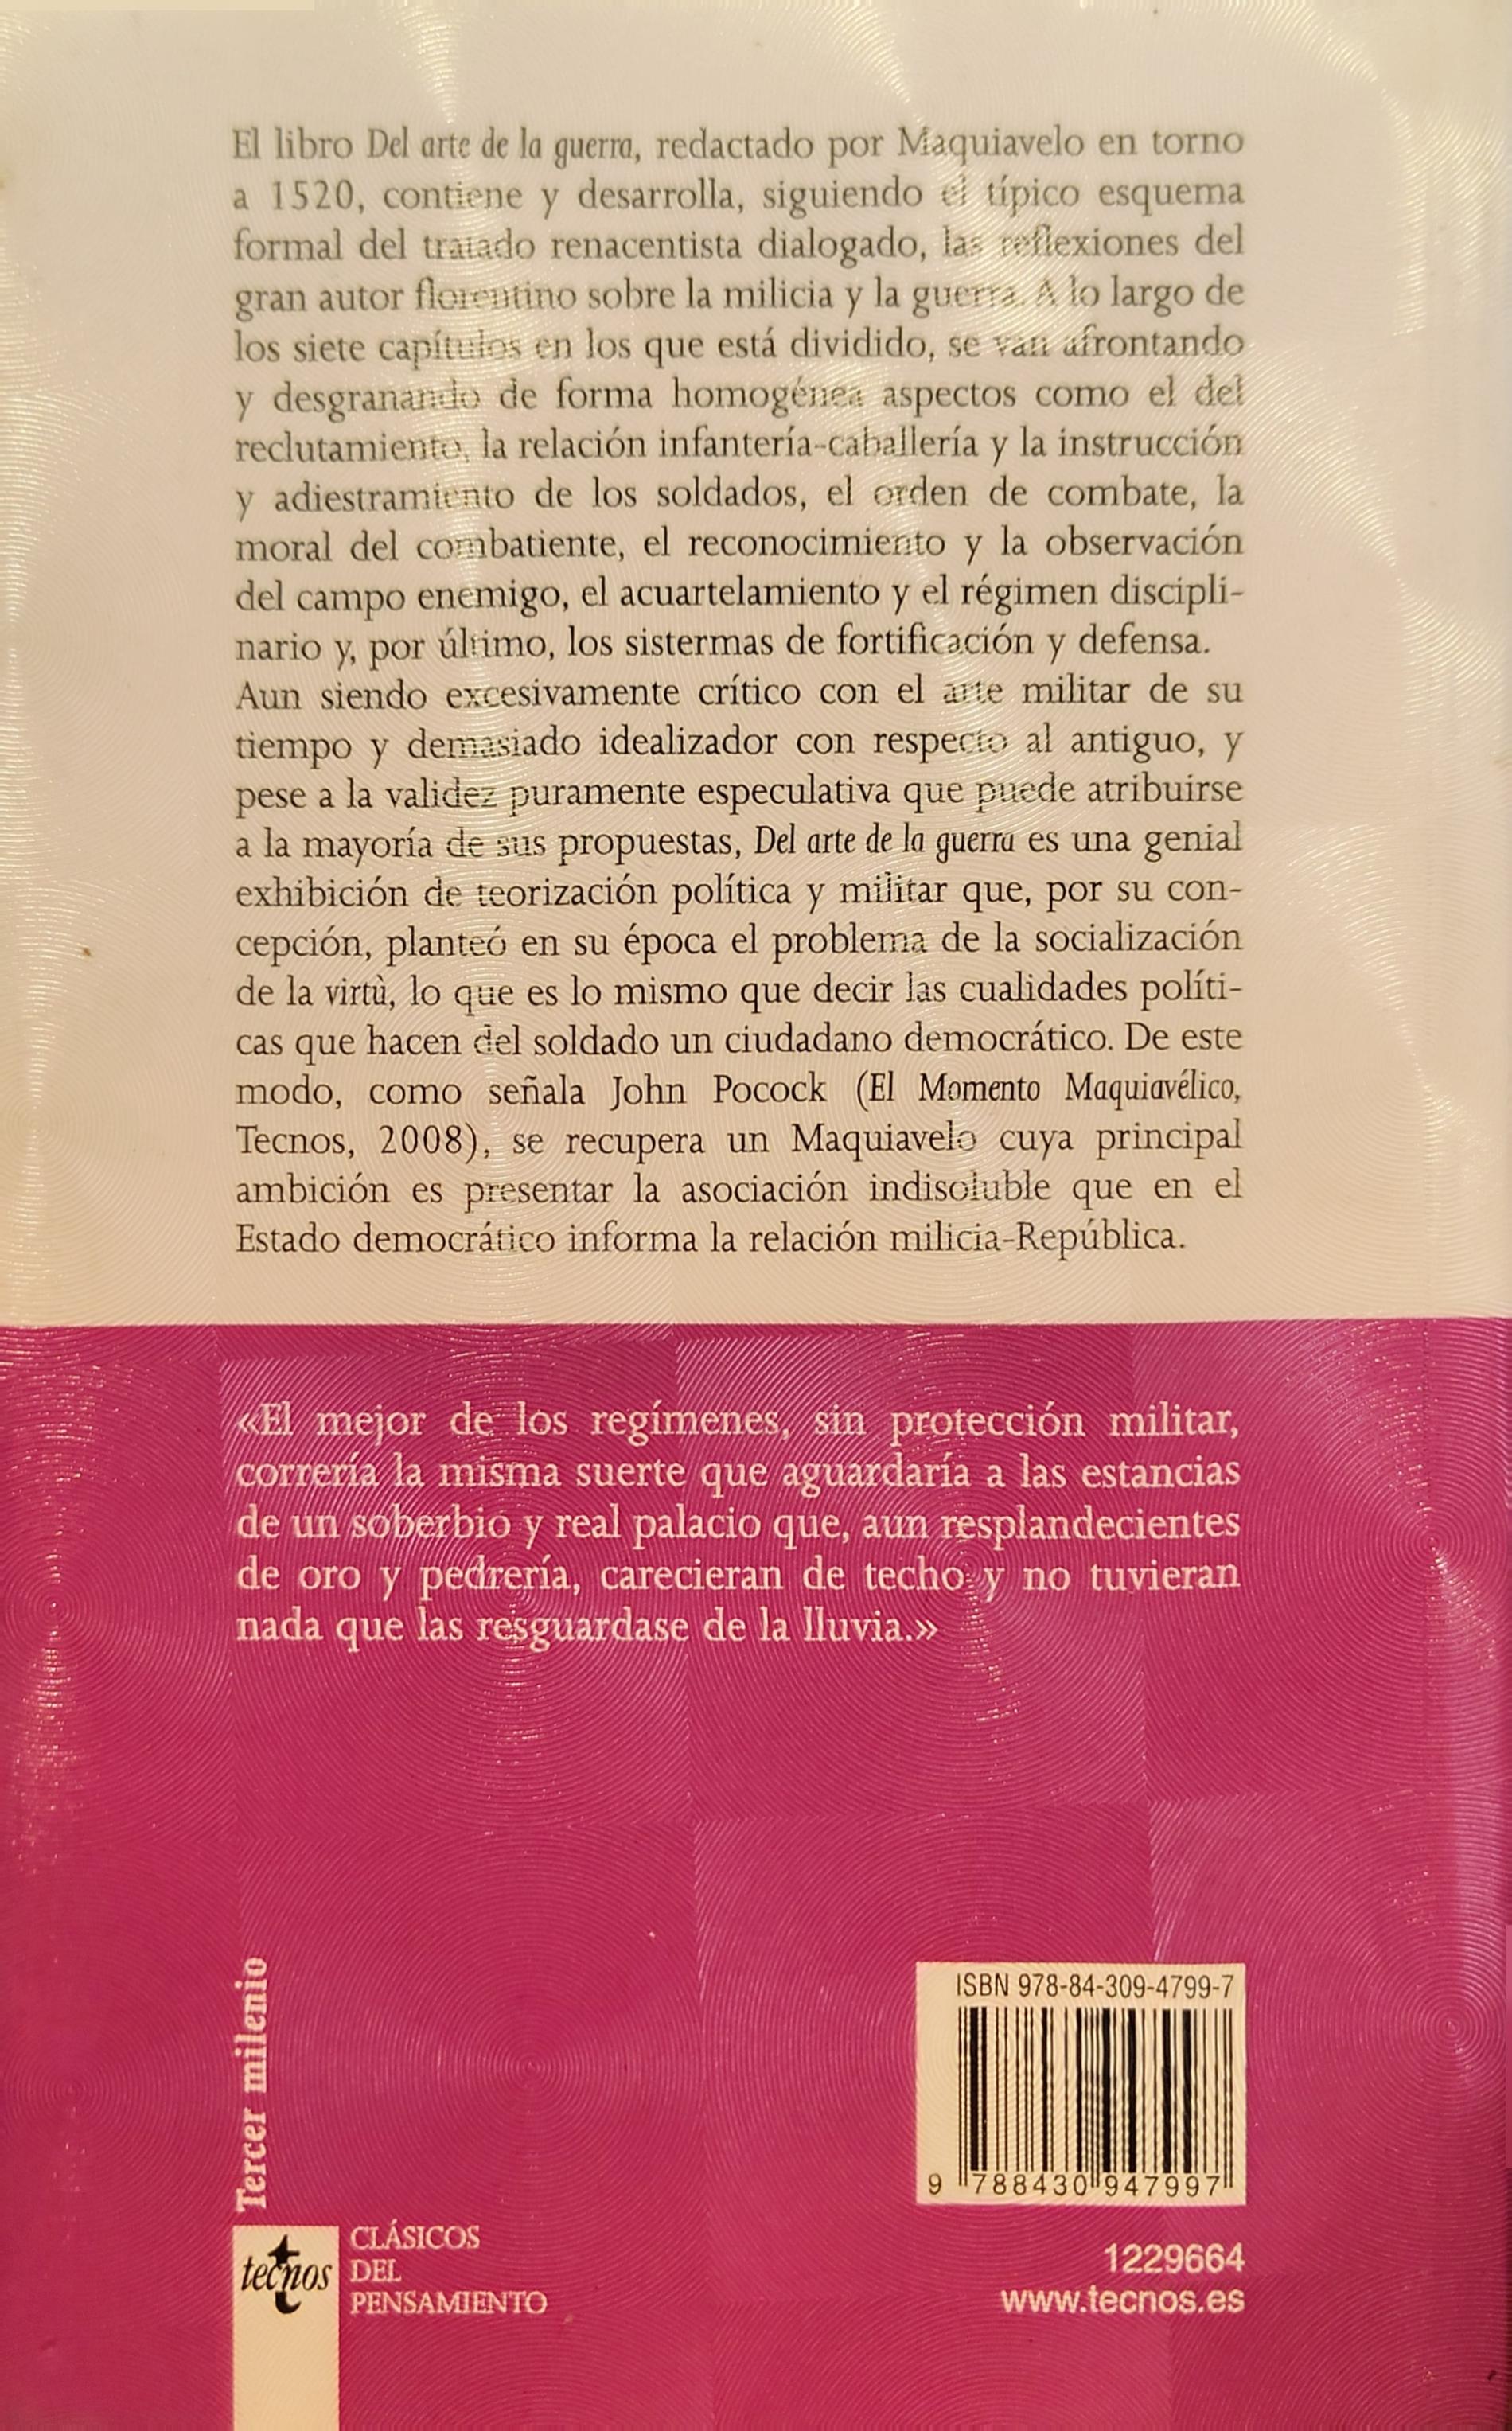 El libro Del arte de la guerra, redactado por Maquiavelo en torno
a 1520, contiene y desarrolla, siguiendo el típico esquema
formal del tratado renacentista dialogado, las reflexiones del
gran autor florentino sobre la milicia y la guerra. A lo largo de
los siete capítulos en los que está dividido, se van afrontando
y desgranando de forma homogénea aspectos como el del
reclutamiento, la relación infantería-caballería y la instrucción
y adiestramiento de los soldados, el orden de combate, la
moral del combatiente, el reconocimiento y la observación
del campo enemigo, el acuartelamiento y el régimen discipli-
nario y, por último, los sistermas de fortificación y defensa.
Aun siendo excesivamente crítico con el arte militar de su
tiempo y demasiado idealizador con respecto al antiguo, y
pese a la validez puramente especulativa que puede atribuirse
a la mayoría de sus propuestas, Del arte de la guerra es una genial
exhibición de teorización política y militar que, por su con-
cepción, planteó en su época el problema de la socialización
de la virtù, lo que es lo mismo que decir las cualidades políti-
cas que hacen del soldado un ciudadano democrático. De este
modo, como señala John Pocock (El Momento Maquiavélico,
Tecnos, 2008), se recupera un Maquiavelo cuya principal
ambición es presentar la asociación indisoluble que en el
Estado democrático informa la relación milicia-República.
«El mejor de los regímenes, sin protección militar,
correría la misma suerte que aguardaría a las estancias
de un soberbio y real palacio que, aun resplandecientes
de oro y pedrería, carecieran de techo y no tuvieran
nada que las resguardase de la lluvia.»
Tercer milenio
tecnos
CLÁSICOS
DEL
PENSAMIENTO
ISBN 978-84-309-4799-7
9 788430 947997
1229664
www.tecnos.es